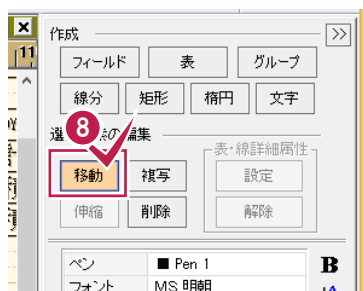 作成
フィールド 表 グループ
11
線分 矩形 楕円 文字
8
選 の編集
表・線詳細属性
移動 複写 設定
伸縮 削除 解除
ペン ■ Pen 1 B
フォント MS 明朝